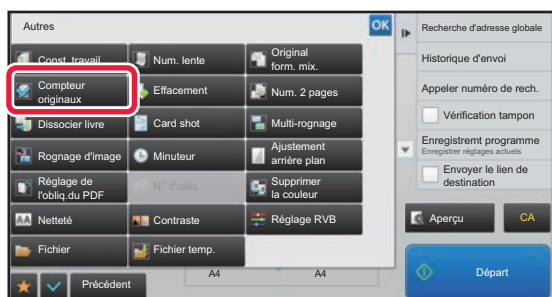 Autres
OK
Const. travail
Num. lente
Original
form. mix.
Compteur
originaux
Effacement
Num. 2 pages
Dissocier livre
Card shot
Multi-rognage
Rognage d'image
Minuteur
Ajustement
arrière plan
Réglage de
l'obliq.du PDF
N° d'utilis.
Supprimer
la couleur
Netteté
Contraste
Réglage RVB
Fichier
Fichier temp.
Précédent
A4
A4
Recherche d'adresse globale
Historique d'envoi
Appeler numéro de rech.
Vérification tampon
Enregistremt programme
Enregistrer réglages actuels
Envoyer le lien de
destination
Aperçu
CA
Départ